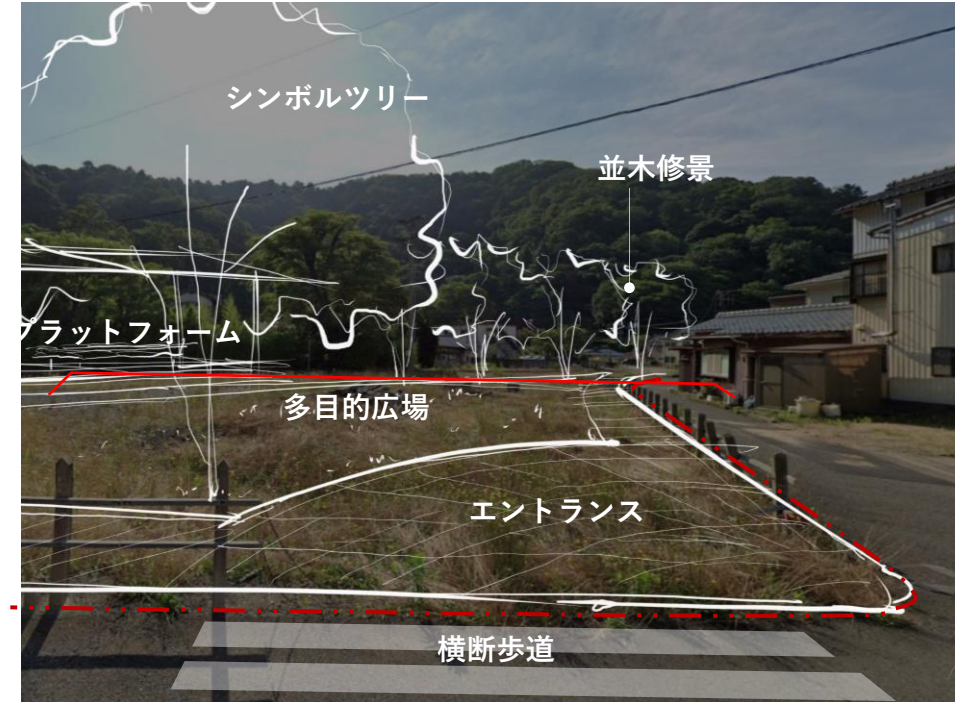 シンボルツリー
並木修景
プラットフォーム
多目的広場
エントランス
横断歩道